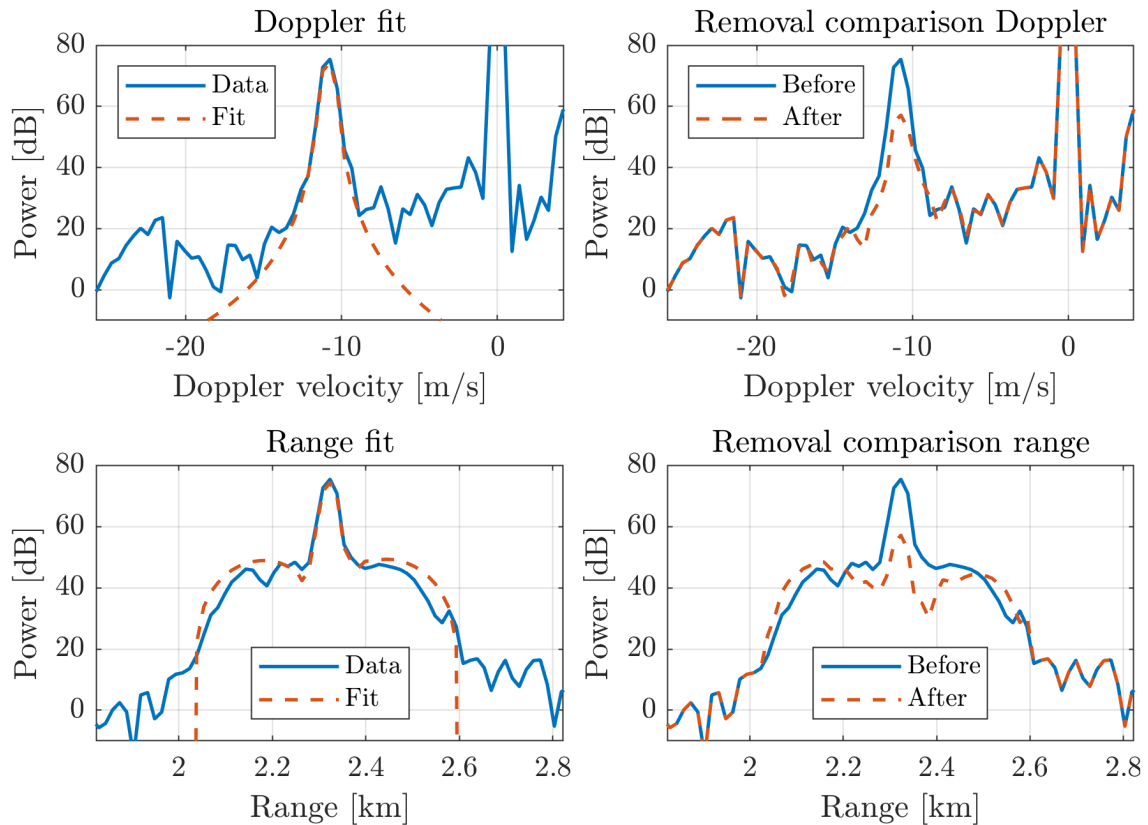 Doppler fit
80
60
40
20
0
Power [dB]
Data
Fit
-20
-10
0
Doppler velocity [m/s]
Removal comparison Doppler
80
60
40
20
0
Power [dB]
Before
After
-20
-10
0
Doppler velocity [m/s]
Range fit
80
60
40
20
0
Power [dB]
Data
Fit
2
2.2
2.4
2.6
2.8
Range [km]
Removal comparison range
80
60
40
20
0
Power [dB]
Before
After
2
2.2
2.4
2.6
2.8
Range [km]